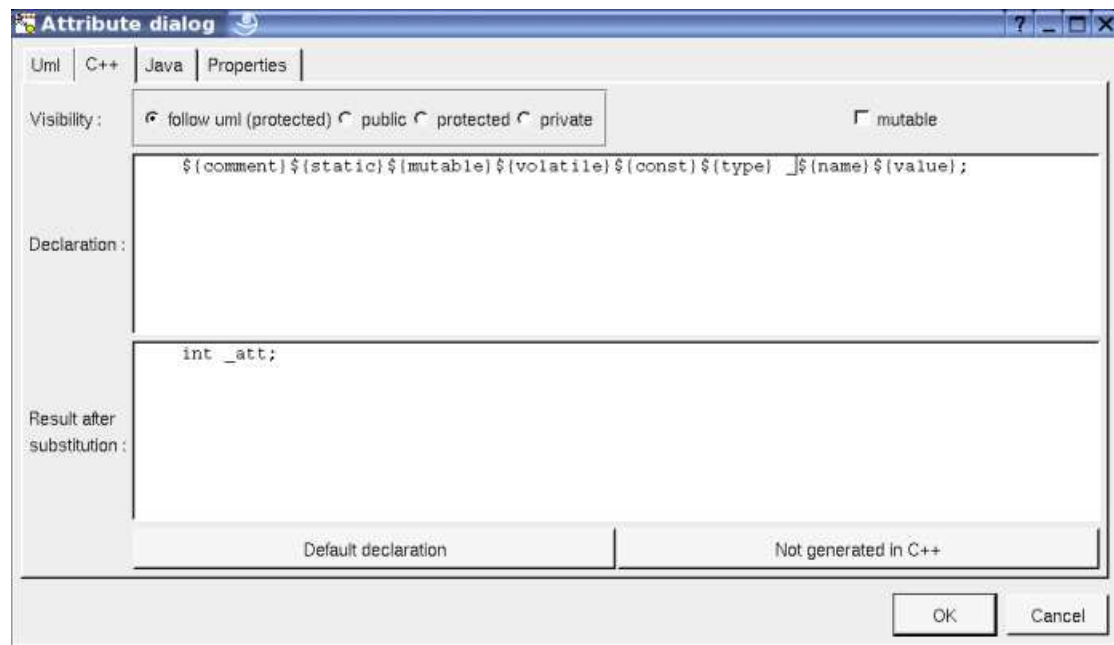 Attribute dialog
?
Uml C++ Java Properties
Visibility : follow uml (protected) public protected private mutable
${comment}${static}${mutable}${volatile}${const}${type} _${name}${value};
Declaration :
int _att;
Result after
substitution :
Default declaration Not generated in C++
OK Cancel